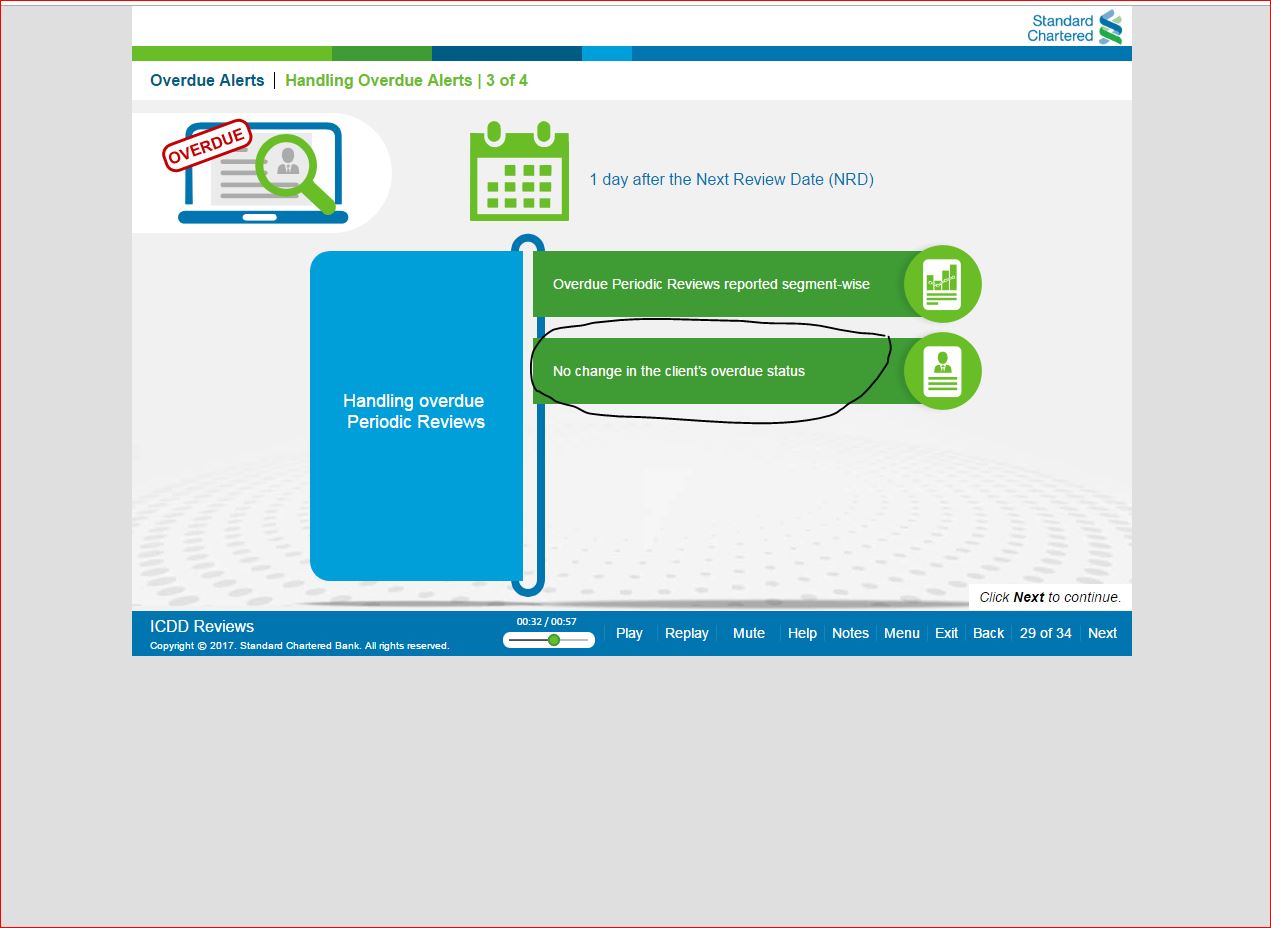 Standard
Chartered
Overdue Alerts | Handling Overdue Alerts | 3 of 4
OVERDUE
1 day after the Next Review Date (NRD)
Overdue Periodic Reviews reported segment-wise
No change in the client's overdue status
Handling overdue
Periodic Reviews
Click Next to continue.
ICDD Reviews
Copyright © 2017. Standard Chartered Bank. All rights reserved.
00:32 / 00:57
Play Replay Mute Help Notes Menu Exit Back 29 of 34 Next